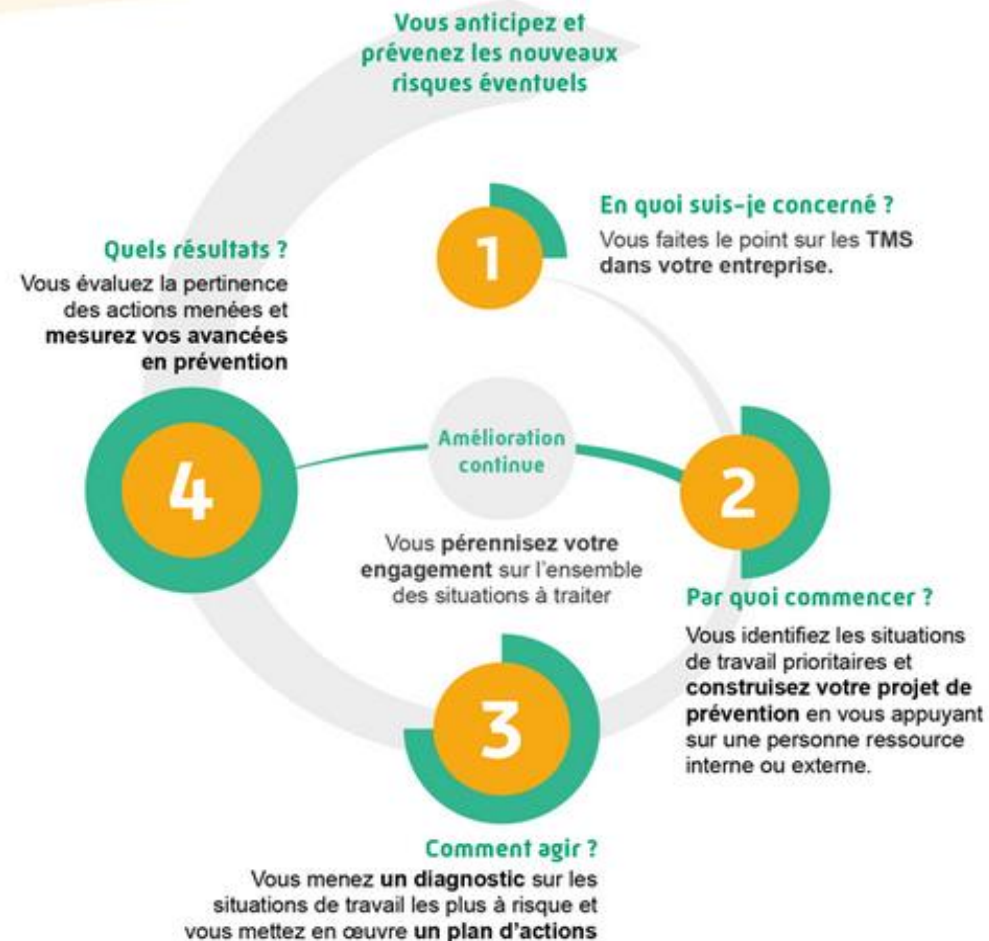 Vous anticipez et
prévenez les nouveaux
risques éventuels
1
En quoi suis-je concerné ?
Vous faites le point sur les TMS
dans votre entreprise.
Quels résultats ?
Vous évaluez la pertinence
des actions menées et
mesurez vos avancées
en prévention
4
Amélioration
continue
Vous pérennisez votre
engagement sur l'ensemble
des situations à traiter
2
Par quoi commencer ?
Vous identifiez les situations
de travail prioritaires et
construisez votre projet de
prévention en vous appuyant
sur une personne ressource
interne ou externe.
3
Comment agir ?
Vous menez un diagnostic sur les
situations de travail les plus à risque et
vous mettez en œuvre un plan d'actions